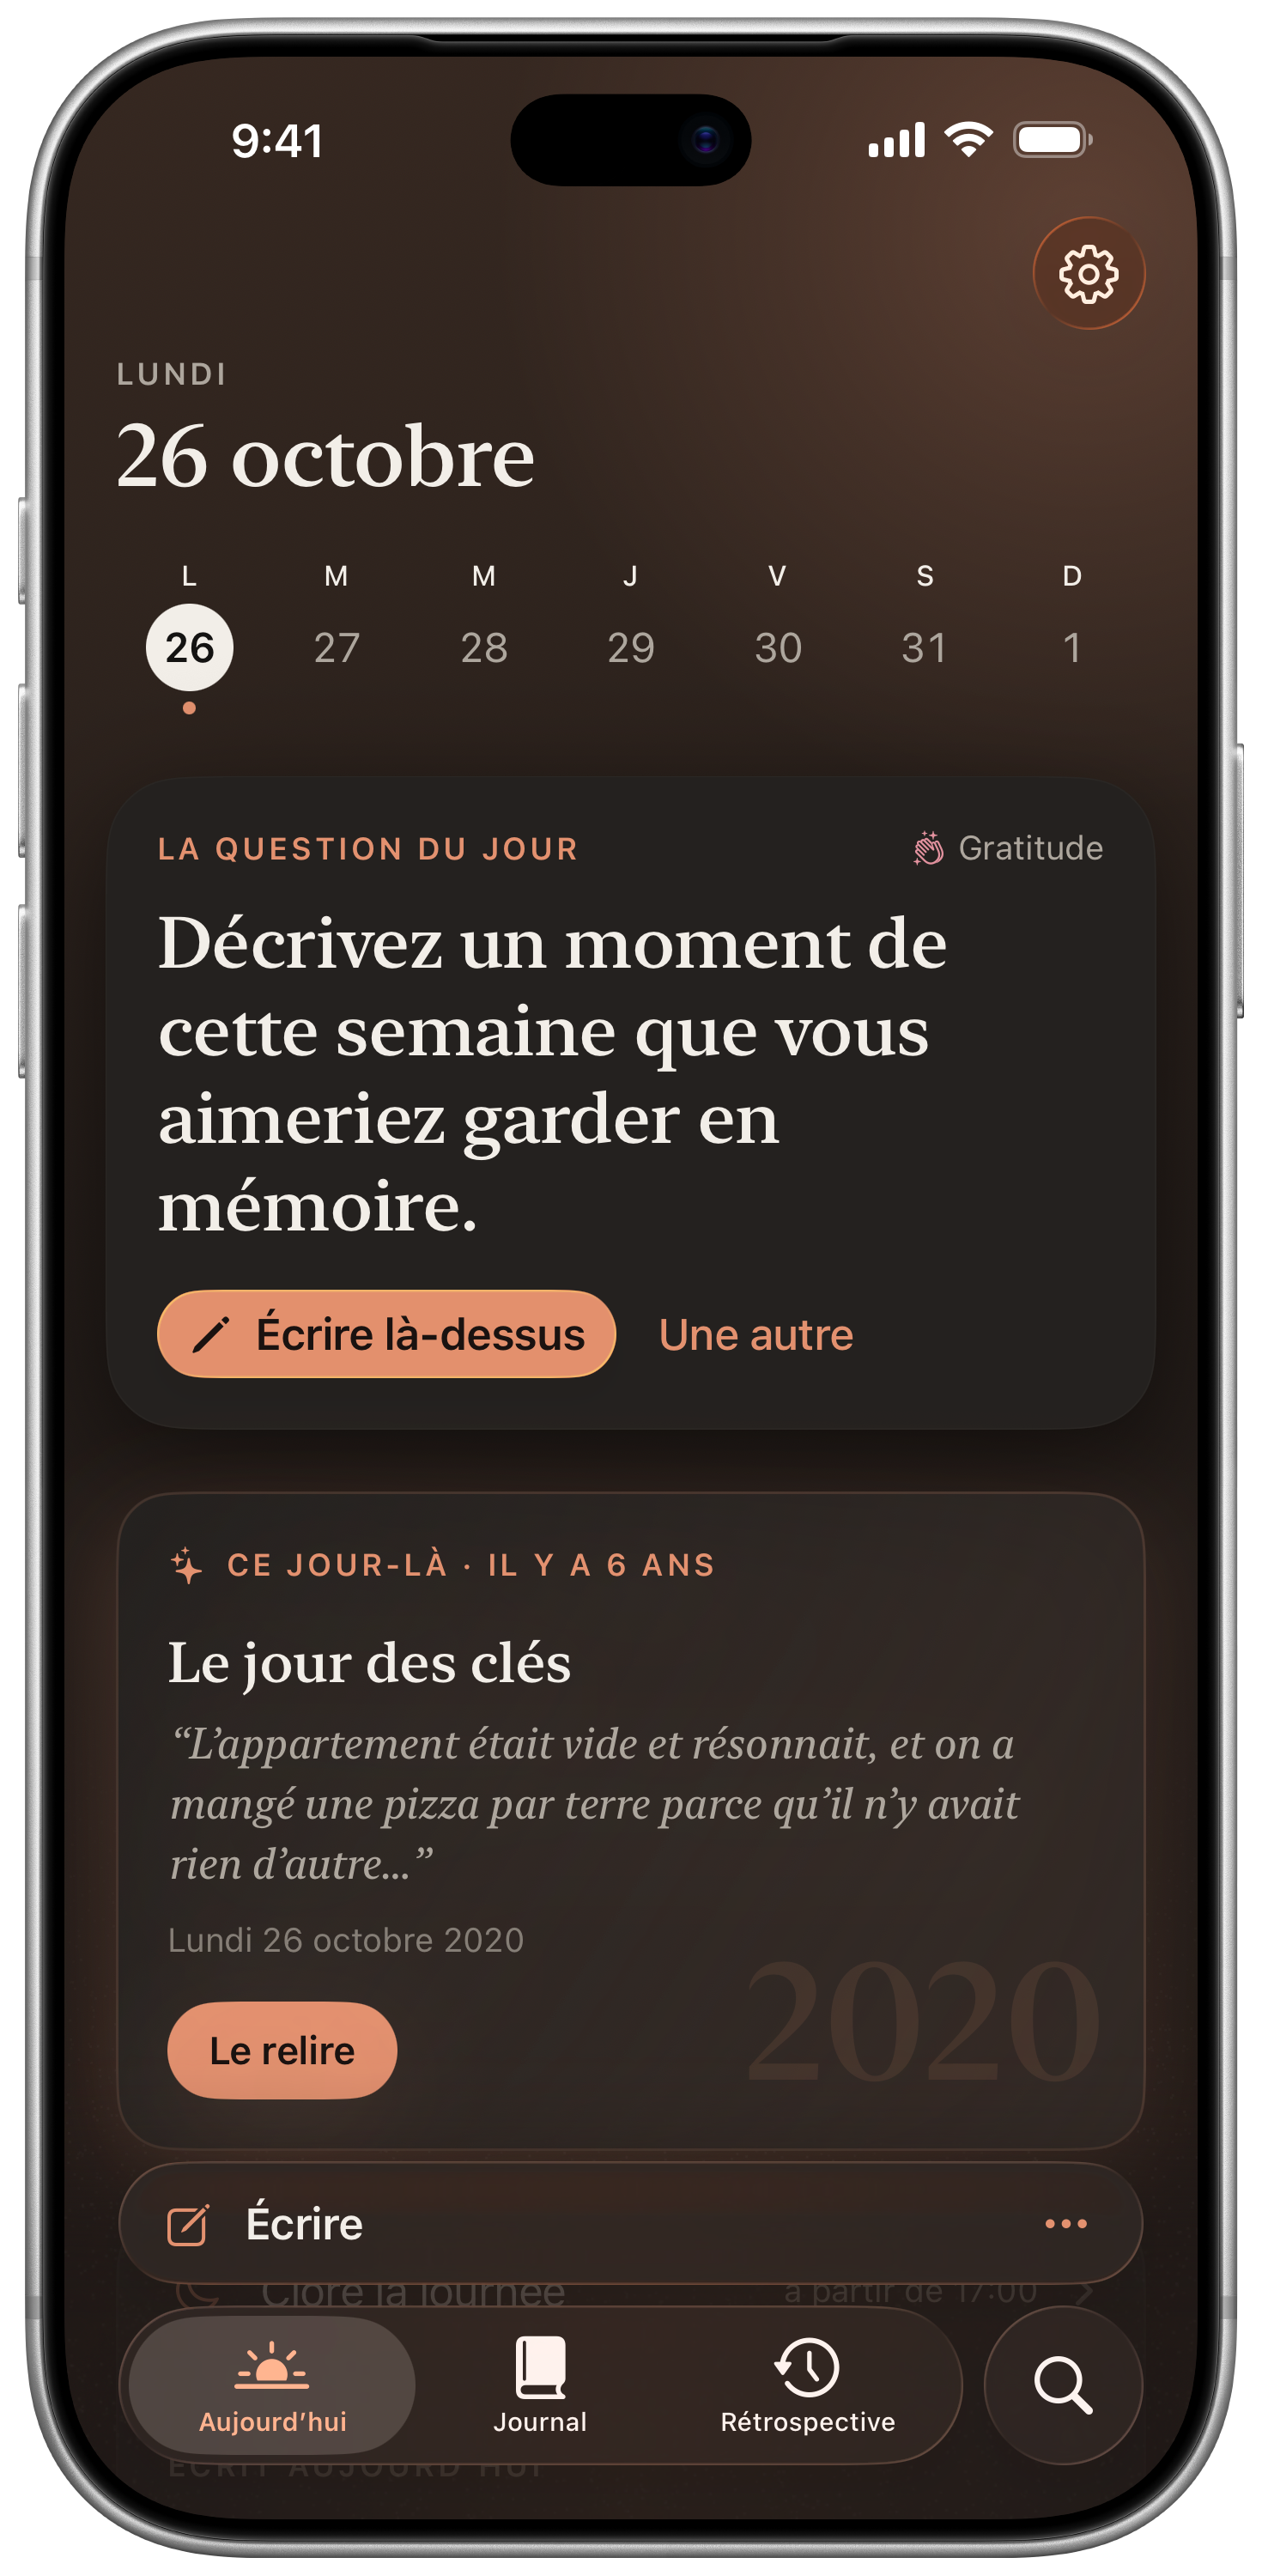 9:41
LUNDI
26 octobre
L M M J V S D
26 27 28 29 30 31 1
LA QUESTION DU JOUR Gratitude
Décrivez un moment de
cette semaine que vous
aimeriez garder en
mémoire.
Écrire là-dessus Une autre
CE JOUR-LÀ · IL Y A 6 ANS
Le jour des clés
“L’appartement était vide et résonnait, et on a
mangé une pizza par terre parce qu’il n’y avait
rien d’autre…”
Lundi 26 octobre 2020
2020
Le relire
Écrire
Clore la journée à partir de 17:00
Aujourd’hui Journal Rétrospective
ÉCRIT AUJOURD’HUI